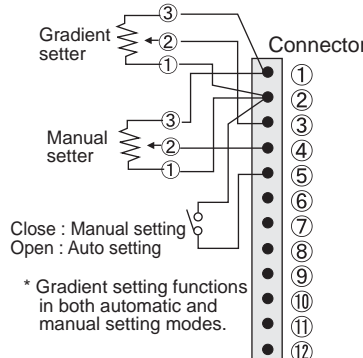 ③
Gradient
setter
②
①
Connector
③
Manual
setter
②
①
①
②
③
④
⑤
⑥
⑦
⑧
⑨
⑩
⑪
⑫
Close : Manual setting
Open : Auto setting
* Gradient setting functions
in both automatic and
manual setting modes.